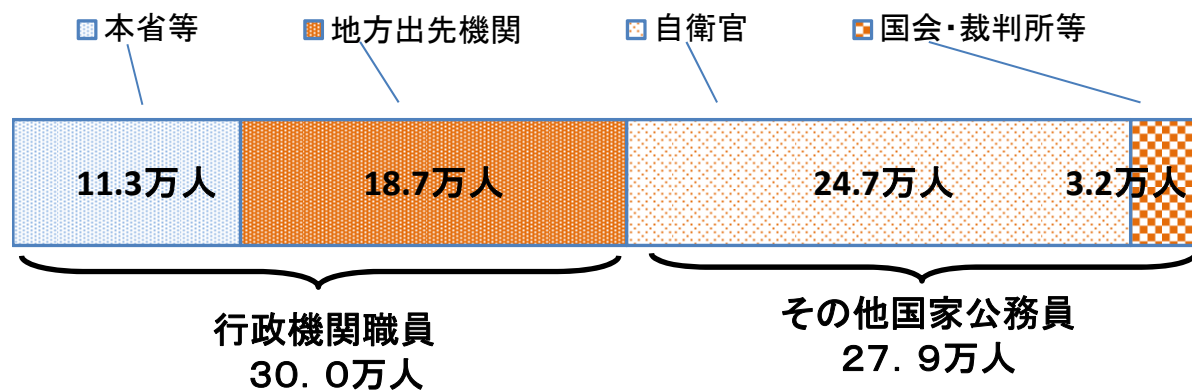 本省等 地方出先機関 自衛官 国会・裁判所等
11.3万人 18.7万人 24.7万人 3.2万人
行政機関職員
30．0万人
その他国家公務員
27．9万人